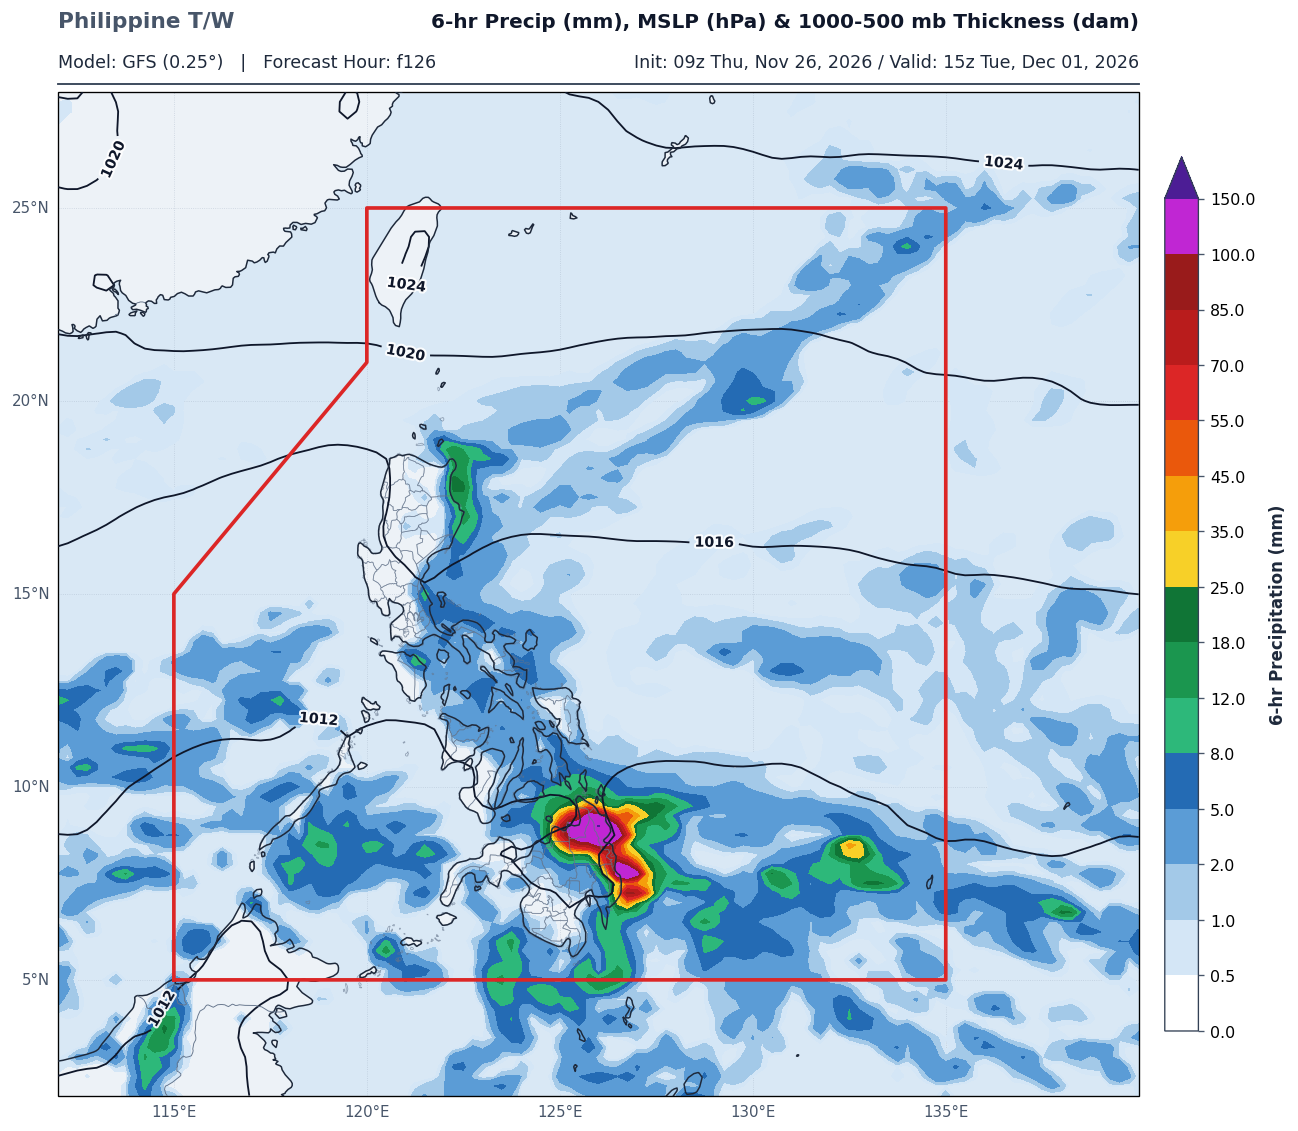 Philippine T/W
6-hr Precip (mm), MSLP (hPa) & 1000-500 mb Thickness (dam)
Model: GFS (0.25°) | Forecast Hour: f126
Init: 09z Thu, Nov 26, 2026 / Valid: 15z Tue, Dec 01, 2026
1020
1024
1024
1020
1016
1012
1012
25°N
20°N
15°N
10°N
5°N
115°E
120°E
125°E
130°E
135°E
150.0
100.0
85.0
70.0
55.0
45.0
35.0
25.0
18.0
12.0
8.0
5.0
2.0
1.0
0.5
0.0
6-hr Precipitation (mm)